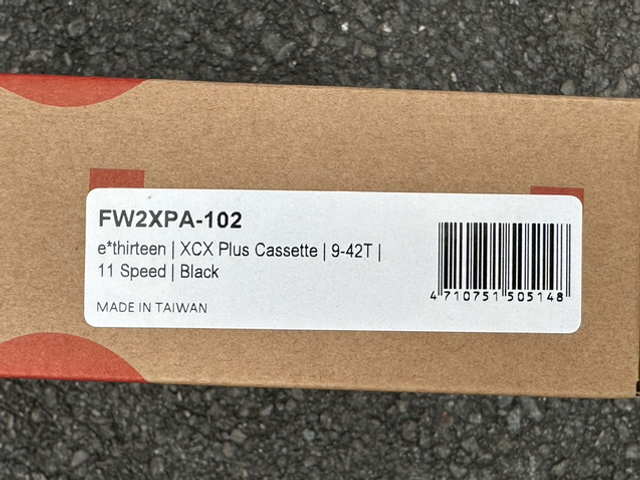 FW2XPA-102
e*thirteen | XCX Plus Cassette | 9-42T |
11 Speed | Black
MADE IN TAIWAN
4 710751 505148